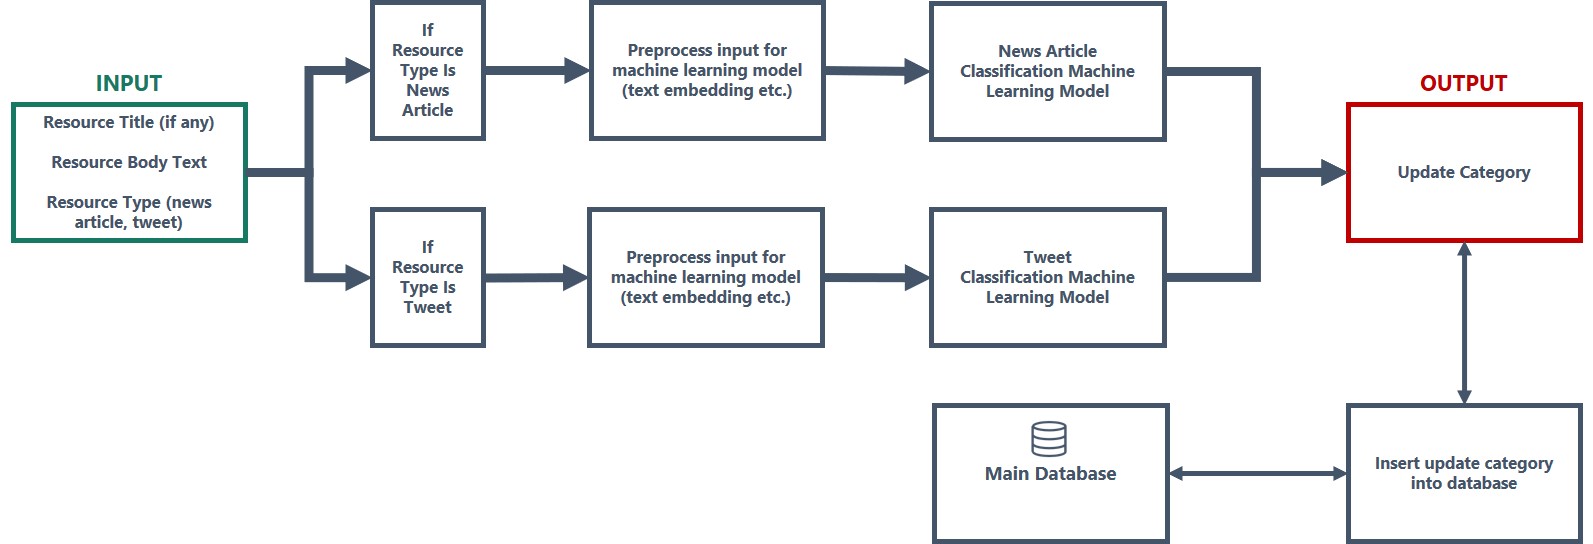 INPUT
Resource Title (if any)
Resource Body Text
Resource Type (news
article, tweet)
If
Resource
Type Is
News
Article
Preprocess input for
machine learning model
(text embedding etc.)
News Article
Classification Machine
Learning Model
If
Resource
Type Is
Tweet
Preprocess input for
machine learning model
(text embedding etc.)
Tweet
Classification Machine
Learning Model
OUTPUT
Update Category
Main Database
Insert update category
into database